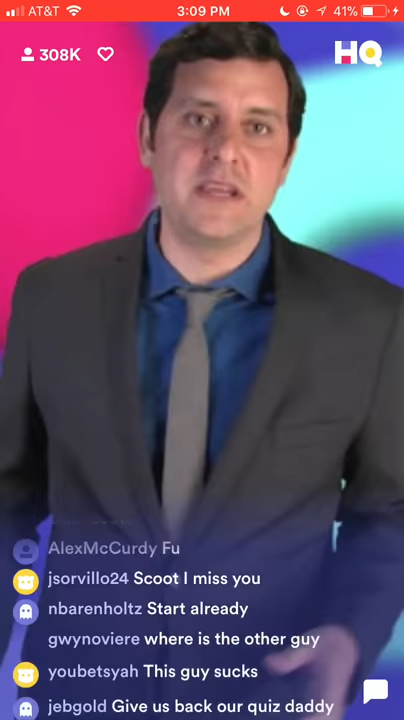 AT&T 3:09 PM 41%
308K HQ
AlexMcCurdy Fu
jsorvillo24 Scoot I miss you
nbarenholtz Start already
gwynoviere where is the other guy
youbetsyah This guy sucks
jebgold Give us back our quiz daddy